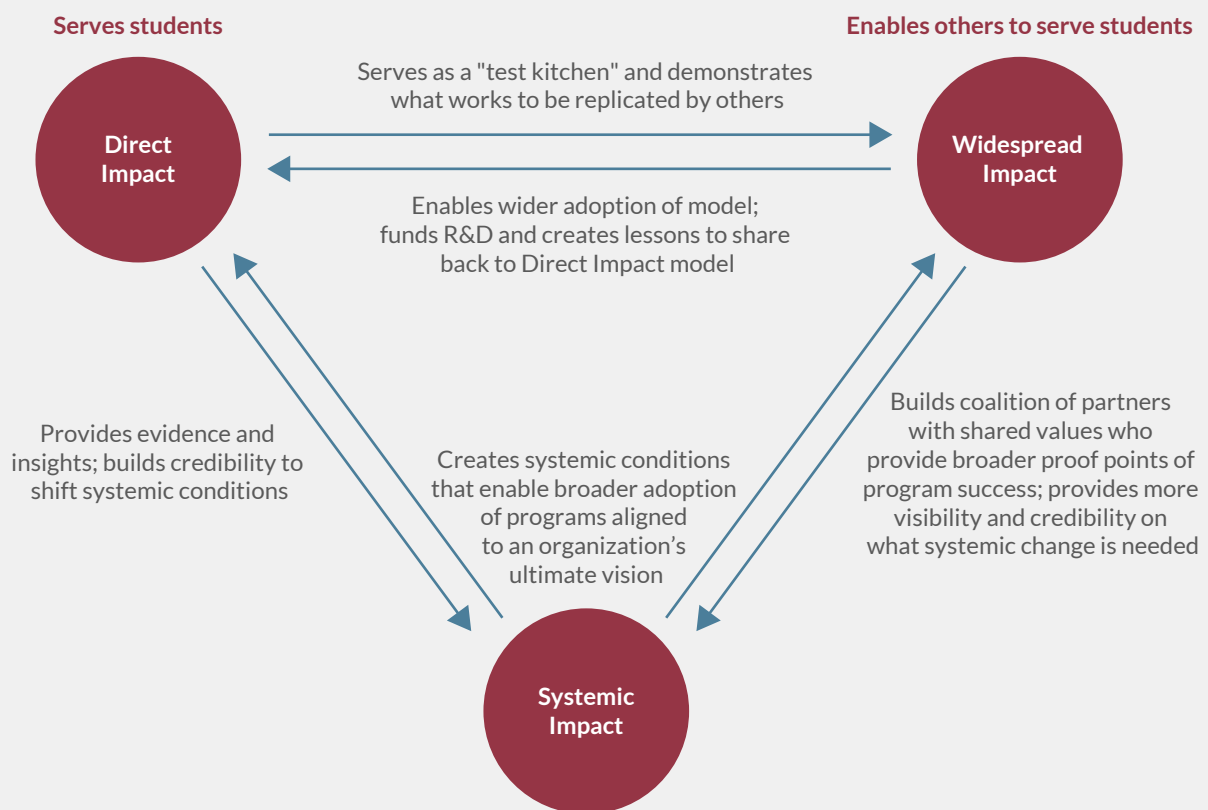 Serves students
Enables others to serve students
Serves as a "test kitchen" and demonstrates
what works to be replicated by others
Direct
Impact
Widespread
Impact
Enables wider adoption of model;
funds R&D and creates lessons to share
back to Direct Impact model
Provides evidence and
insights; builds credibility to
shift systemic conditions
Creates systemic conditions
that enable broader adoption
of programs aligned
to an organization’s
ultimate vision
Builds coalition of partners
with shared values who
provide broader proof points of
program success; provides more
visibility and credibility on
what systemic change is needed
Systemic
Impact